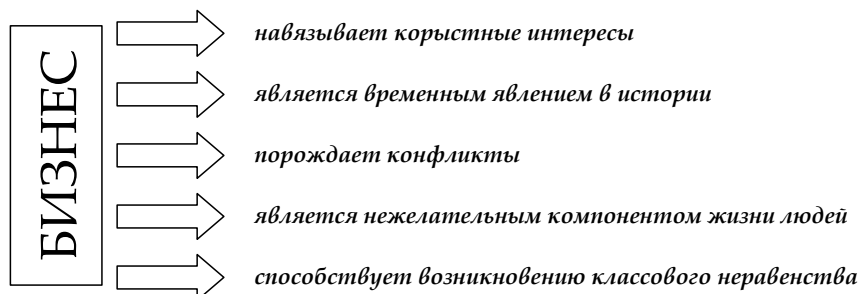 БИЗНЕС
навязывает корыстные интересы
является временным явлением в истории
порождает конфликты
является нежелательным компонентом жизни людей
способствует возникновению классового неравенства